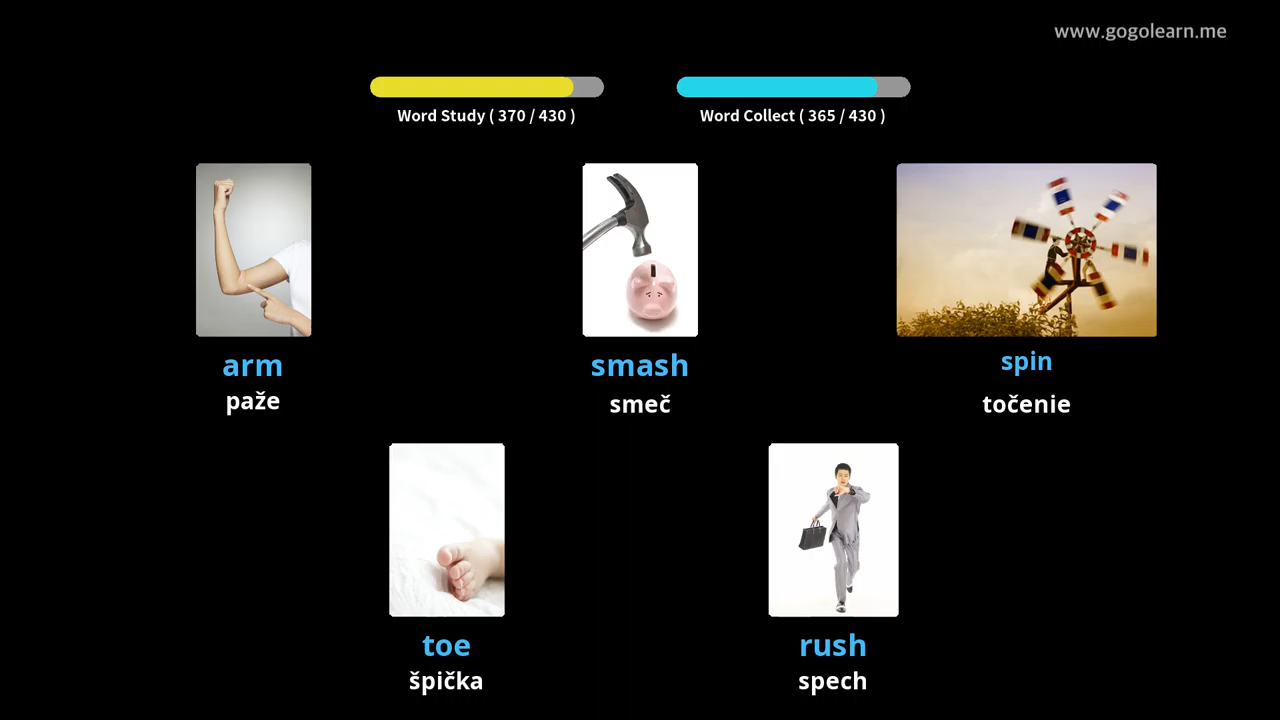 www.gogolearn.me
Word Study ( 370 / 430 )
Word Collect ( 365 / 430 )
arm
paže
smash
smeč
spin
točenie
toe
špička
rush
spech